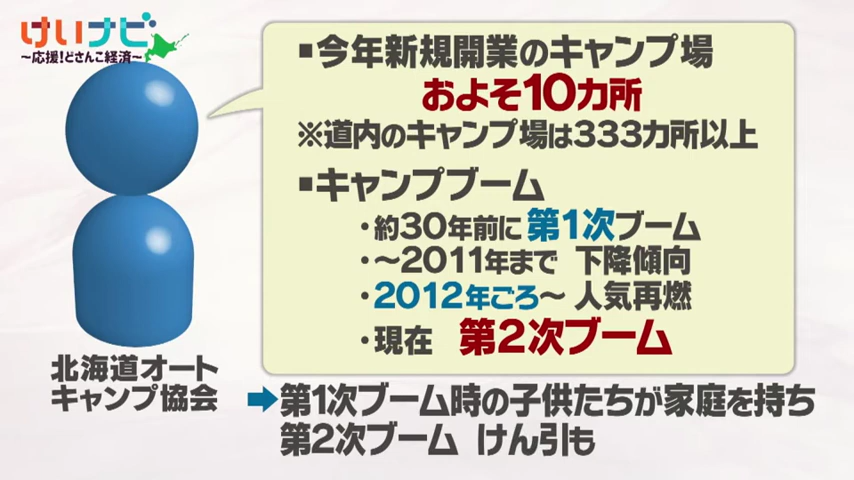 けいナビ
～応援!どさんこ経済～
■今年新規開業のキャンプ場
およそ10カ所
※道内のキャンプ場は333カ所以上
■キャンプブーム
・約30年前に 第1次ブーム
・～2011年まで 下降傾向
・2012年ごろ～ 人気再燃
・現在 第2次ブーム
北海道オート
キャンプ協会
➡第1次ブーム時の子供たちが家庭を持ち
第2次ブーム けん引も